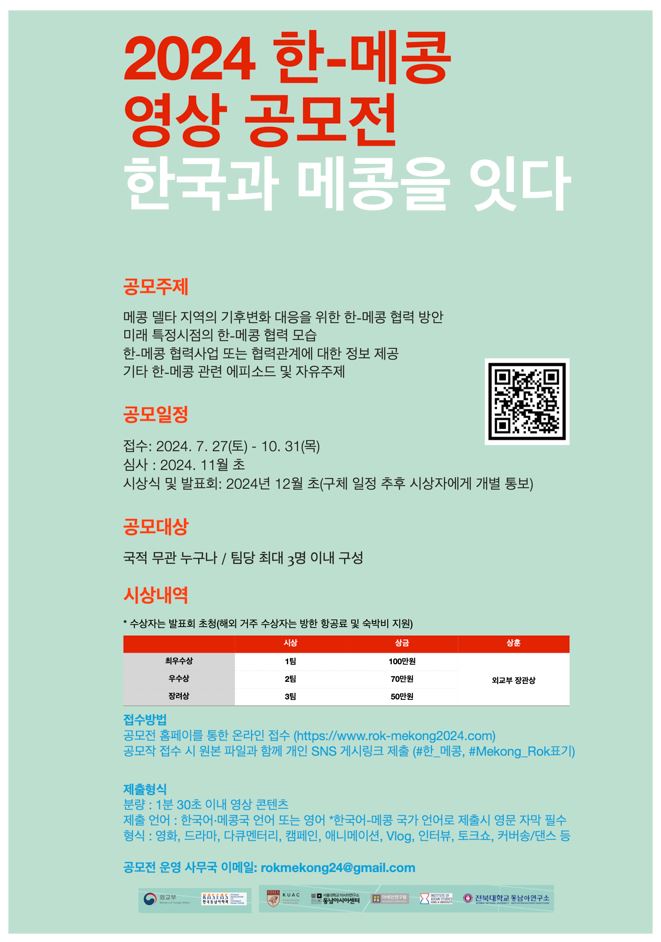 2024 한-메콩
영상 공모전
한국과 메콩을 잇다
공모주제
메콩 델타 지역의 기후변화 대응을 위한 한-메콩 협력 방안
미래 특정시점의 한-메콩 협력 모습
한-메콩 협력사업 또는 협력관계에 대한 정보 제공
기타 한-메콩 관련 에피소드 및 자유주제
공모일정
접수: 2024. 7. 27(토) - 10. 31(목)
심사 : 2024. 11월 초
시상식 및 발표회: 2024년 12월 초(구체 일정 추후 시상자에게 개별 통보)
공모대상
국적 무관 누구나 / 팀당 최대 3명 이내 구성
시상내역
* 수상자는 발표회 초청(해외 거주 수상자는 방한 항공료 및 숙박비 지원)
시상 상금 상훈
최우수상 1팀 100만원
우수상 2팀 70만원 외교부 장관상
장려상 3팀 50만원
접수방법
공모전 홈페이를 통한 온라인 접수 (https://www.rok-mekong2024.com)
공모작 접수 시 원본 파일과 함께 개인 SNS 게시링크 제출 (#한_메콩, #Mekong_Rok표기)
제출형식
분량 : 1분 30초 이내 영상 콘텐츠
제출 언어 : 한국어·메콩국 언어 또는 영어 *한국어-메콩 국가 언어로 제출시 영문 자막 필수
형식 : 영화, 드라마, 다큐멘터리, 캠페인, 애니메이션, Vlog, 인터뷰, 토크쇼, 커버송/댄스 등
공모전 운영 사무국 이메일: rokmekong24@gmail.com
외교부 KASEAS 한국동남아학회 KUAC 서울대학교 아시아연구소 동남아시아센터 전북대학교 동남아연구소